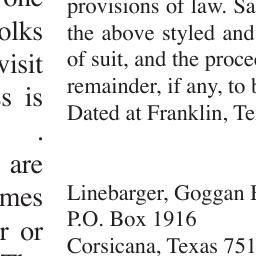 one
olks
visit
s is
.
are
mes
r or
provisions of law. Sa
the above styled and
of suit, and the procee
remainder, if any, to b
Dated at Franklin, Te
Linebarger, Goggan B
P.O. Box 1916
Corsicana, Texas 751